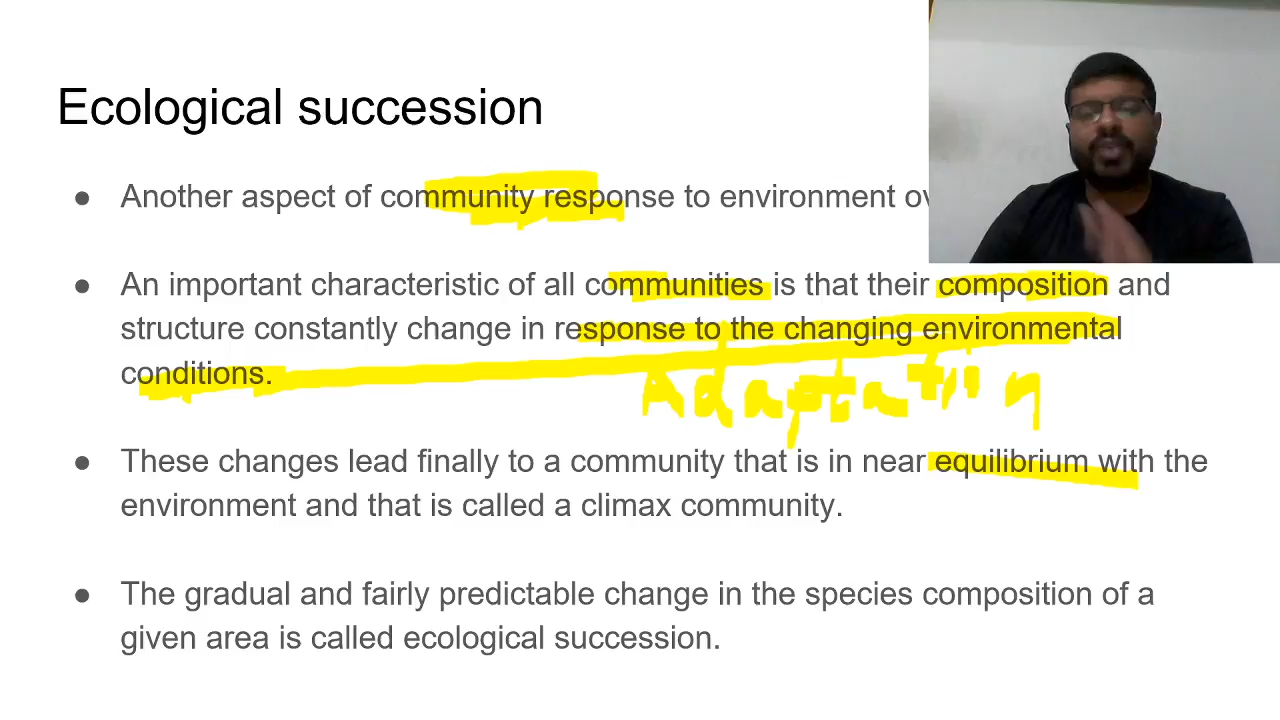 Ecological succession
● Another aspect of community response to environment
● An important characteristic of all communities is that their composition and
structure constantly change in response to the changing environmental
conditions.
Adaptation
● These changes lead finally to a community that is in near equilibrium with the
environment and that is called a climax community.
● The gradual and fairly predictable change in the species composition of a
given area is called ecological succession.